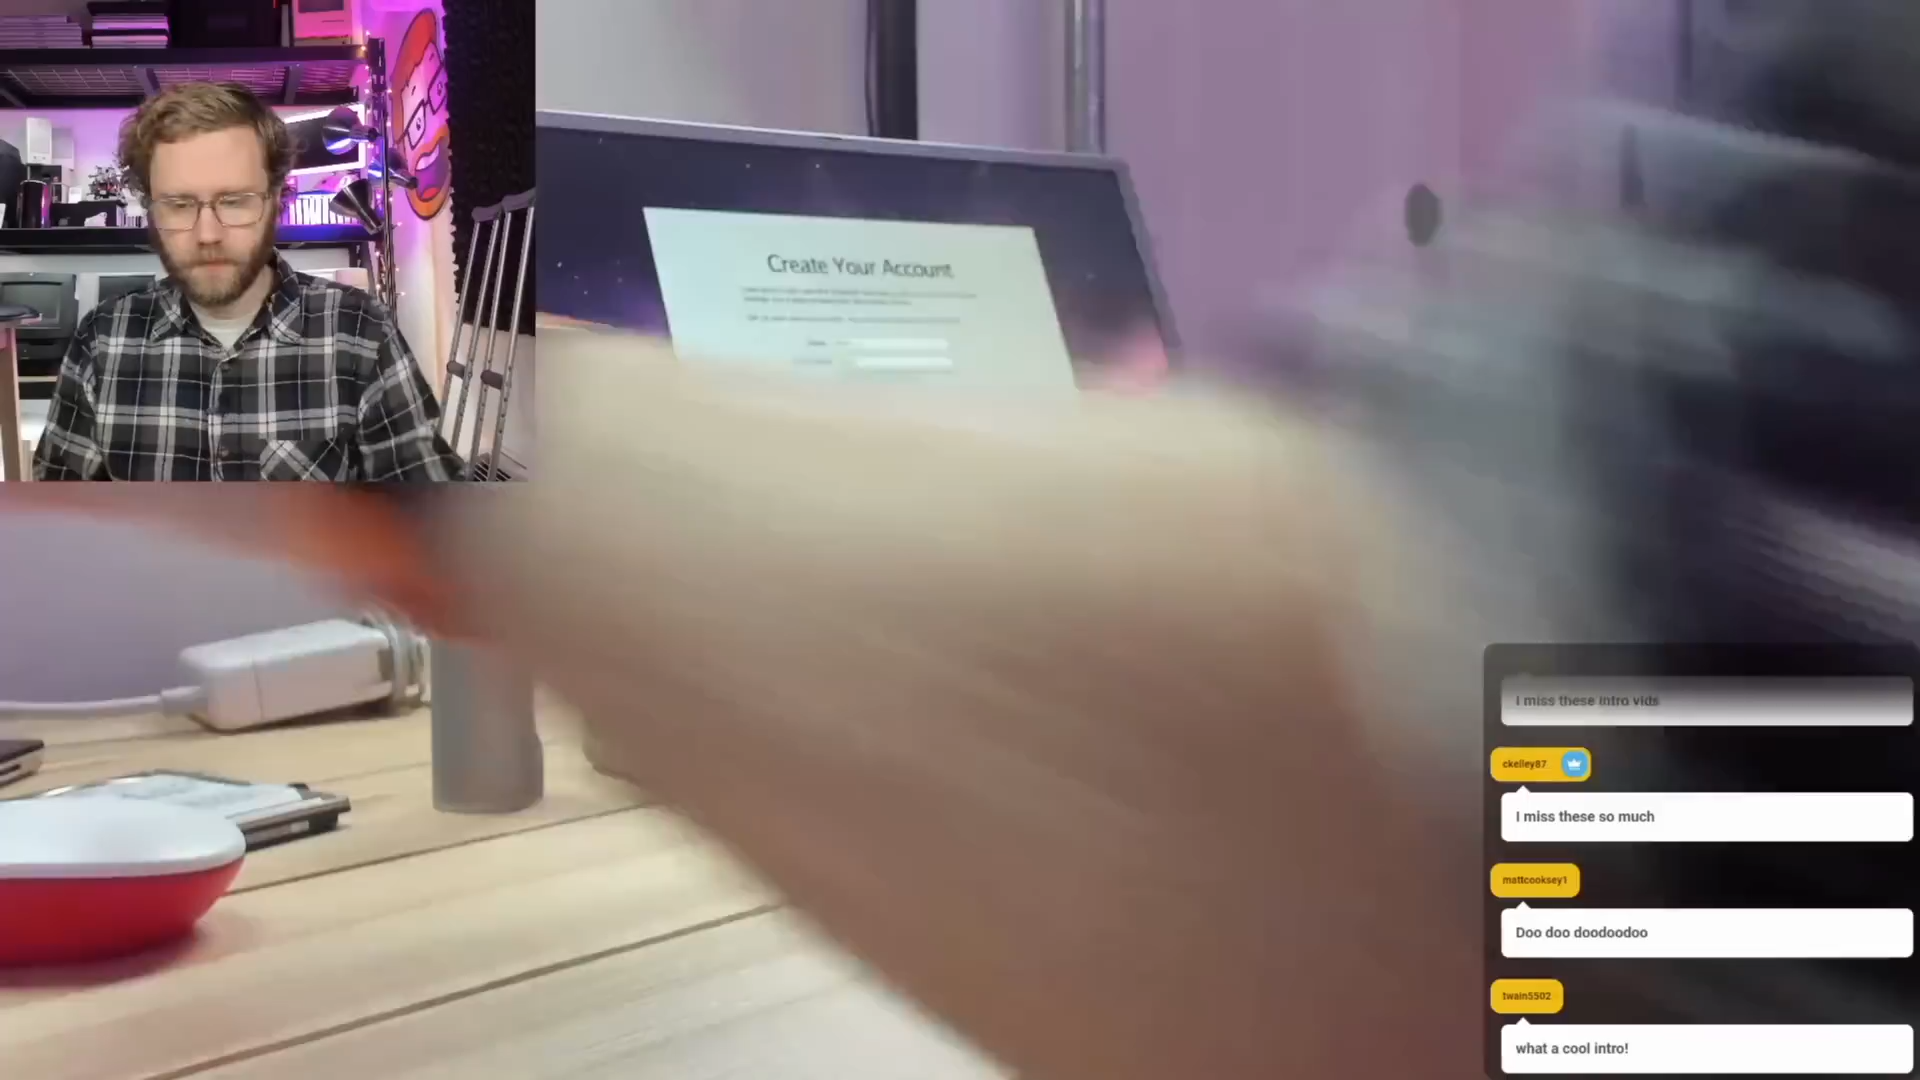 Create Your Account
I miss these intro vids
ckelley87
I miss these so much
mattcooksey1
Doo doo doodoodoo
twain5502
what a cool intro!